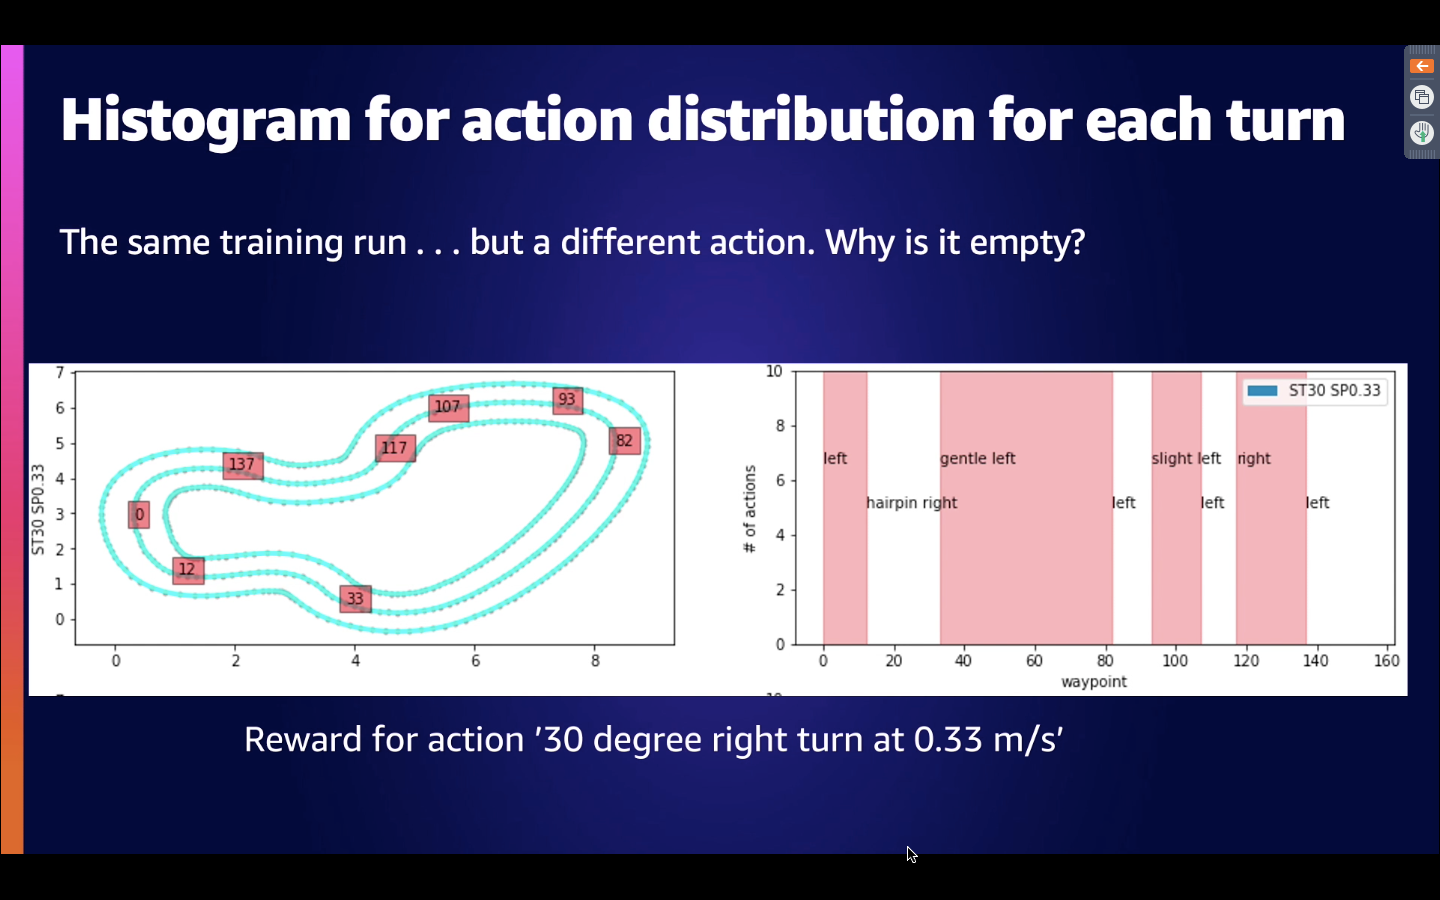 Histogram for action distribution for each turn
The same training run . . . but a different action. Why is it empty?
ST30 SP0.33
7
6
5
4
3
2
1
0
0
2
4
6
8
107
93
117
82
137
0
12
33
# of actions
10
8
6
4
2
0
ST30 SP0.33
left
gentle left
slight left
right
hairpin right
left
left
left
0
20
40
60
80
100
120
140
160
waypoint
10
Reward for action '30 degree right turn at 0.33 m/s'